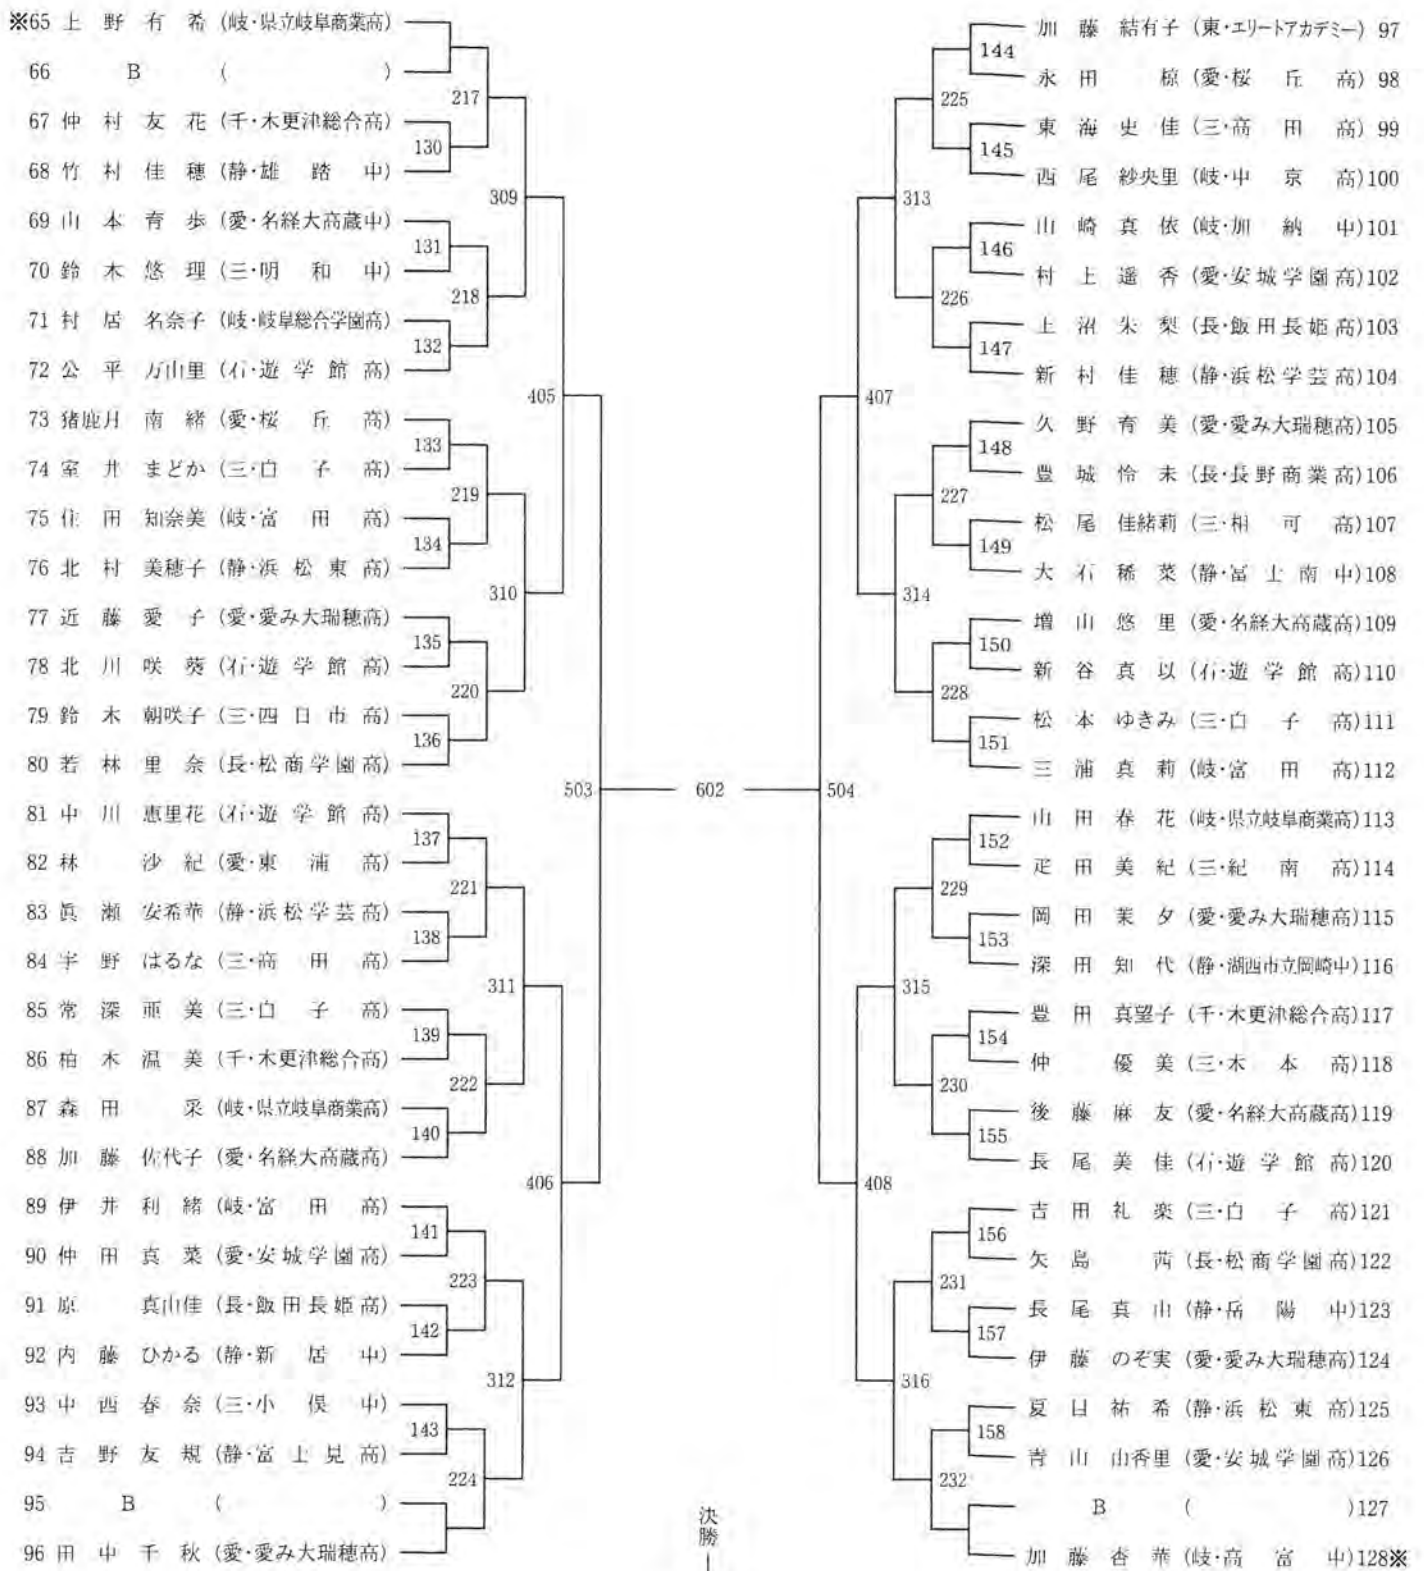 ※65 上野有希 (岐・県立岐阜商業高)
66 B ( )
67 仲村友花 (千・木更津総合高)
68 竹村佳穂 (静・雄踏中)
69 山本育歩 (愛・名経大高蔵中)
70 鈴木悠理 (三・明和中)
71 村居名奈子 (岐・岐阜総合学園高)
72 公平万由里 (石・遊学館高)
73 猪鹿月南緒 (愛・桜丘高)
74 室井まどか (三・白子高)
75 住田知奈美 (岐・富田高)
76 北村美穂子 (静・浜松東高)
77 近藤愛子 (愛・愛み大瑞穂高)
78 北川咲葵 (石・遊学館高)
79 鈴木朝咲子 (三・四日市高)
80 若林里奈 (長・松商学園高)
81 中川恵里花 (石・遊学館高)
82 林沙紀 (愛・東浦高)
83 眞瀬安希華 (静・浜松学芸高)
84 宇野はるな (三・高田高)
85 常深亜美 (三・白子高)
86 柏木温美 (千・木更津総合高)
87 森田采 (岐・県立岐阜商業高)
88 加藤佐代子 (愛・名経大高蔵高)
89 伊井利緒 (岐・富田高)
90 仲田真菜 (愛・安城学園高)
91 原真由佳 (長・飯田長姫高)
92 内藤ひかる (静・新居中)
93 中西春奈 (三・小俣中)
94 吉野友規 (静・富士見高)
95 B ( )
96 田中千秋 (愛・愛み大瑞穂高)
130
131
132
133
134
135
136
137
138
139
140
141
142
143
217
218
219
220
221
222
223
224
309
310
311
312
405
406
503
602
504
407
408
313
314
315
316
225
226
227
228
229
230
231
232
144
145
146
147
148
149
150
151
152
153
154
155
156
157
158
加藤結有子 (東・エリートアカデミー) 97
永田椋 (愛・桜丘高) 98
東海史佳 (三・高田高) 99
西尾紗央里 (岐・中京高)100
山崎真依 (岐・加納中)101
村上遥香 (愛・安城学園高)102
上沼朱梨 (長・飯田長姫高)103
新村佳穂 (静・浜松学芸高)104
久野育美 (愛・愛み大瑞穂高)105
豊城怜未 (長・長野商業高)106
松尾佳緒莉 (三・相可高)107
大石稀菜 (静・富士南中)108
増山悠里 (愛・名経大高蔵高)109
新谷真以 (石・遊学館高)110
松本ゆきみ (三・白子高)111
三浦真莉 (岐・富田高)112
山田春花 (岐・県立岐阜商業高)113
疋田美紀 (三・紀南高)114
岡田茉夕 (愛・愛み大瑞穂高)115
深田知代 (静・湖西市立岡崎中)116
豊田真望子 (千・木更津総合高)117
仲優美 (三・木本高)118
後藤麻友 (愛・名経大高蔵高)119
長尾美佳 (石・遊学館高)120
吉田礼楽 (三・白子高)121
矢島茜 (長・松商学園高)122
長尾真由 (静・岳陽中)123
伊藤のぞ実 (愛・愛み大瑞穂高)124
夏目祐希 (静・浜松東高)125
青山由香里 (愛・安城学園高)126
B ( )127
加藤杏華 (岐・高富中)128※
決勝